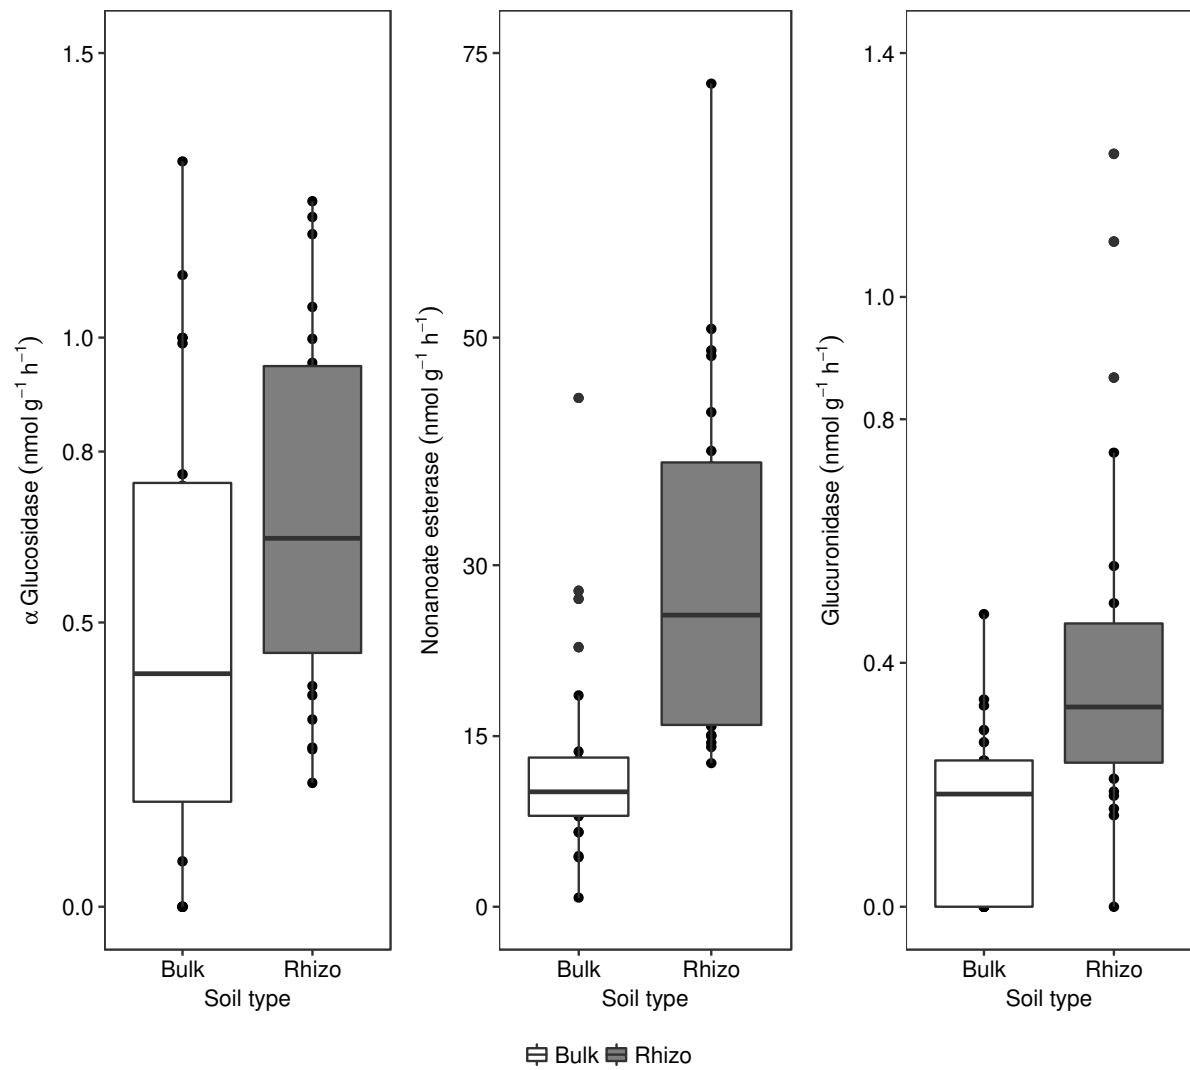 α Glucosidase (nmol g⁻¹ h⁻¹)
1.5
1.0
0.8
0.5
0.0
Bulk Rhizo
Soil type
Nonanoate esterase (nmol g⁻¹ h⁻¹)
75
50
30
15
0
Bulk Rhizo
Soil type
Glucuronidase (nmol g⁻¹ h⁻¹)
1.4
1.0
0.8
0.4
0.0
Bulk Rhizo
Soil type
Bulk Rhizo